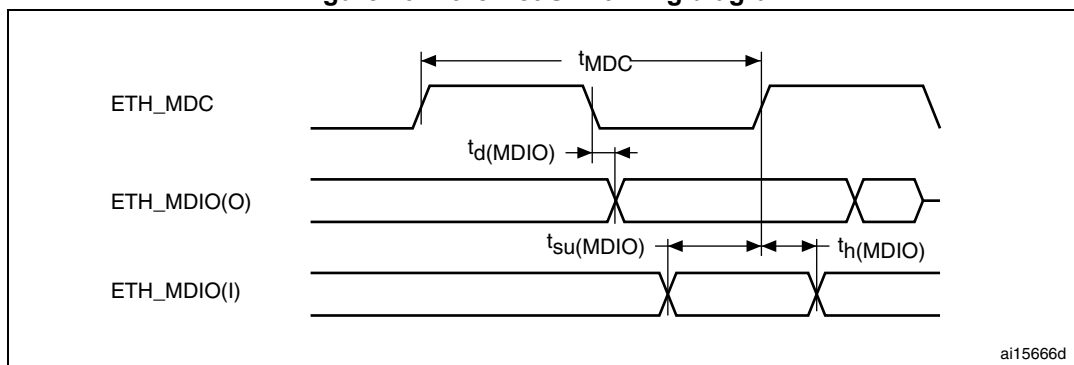 tMDC
ETH_MDC
td(MDIO)
ETH_MDIO(O)
tsu(MDIO)
th(MDIO)
ETH_MDIO(I)
ai15666d